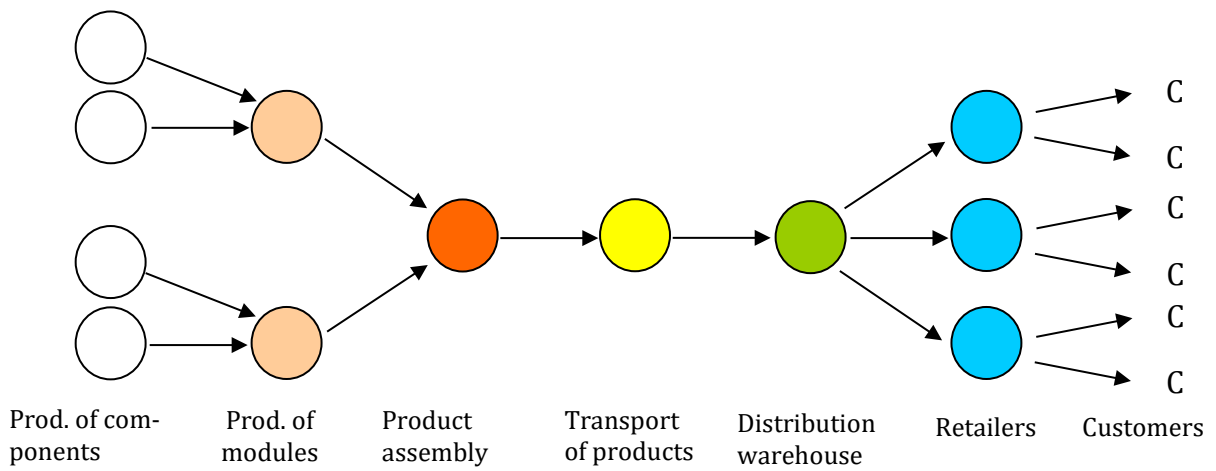 C
C
C
C
C
C
Prod. of com-
ponents
Prod. of
modules
Product
assembly
Transport
of products
Distribution
warehouse
Retailers
Customers